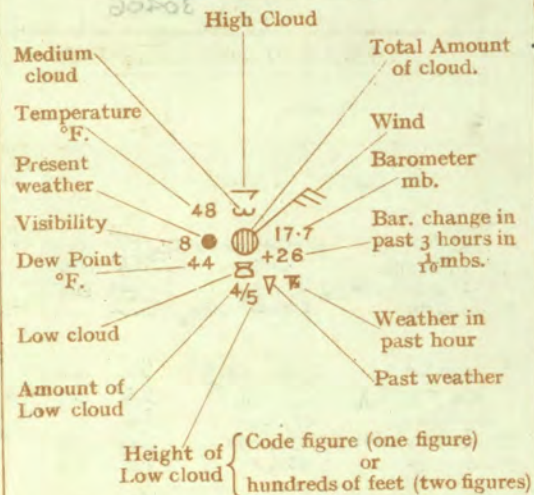 30406
High Cloud
Medium
cloud
Total Amount
of cloud.
Temperature
°F.
Wind
Present
weather
Barometer
mb.
48
Visibility
8
17·7
Bar. change in
past 3 hours in
1/10 mbs.
Dew Point
°F.
44
+26
4/5
Low cloud
Weather in
past hour
Amount of
Low cloud
Past weather
Height of
Low cloud
Code figure (one figure)
or
hundreds of feet (two figures)